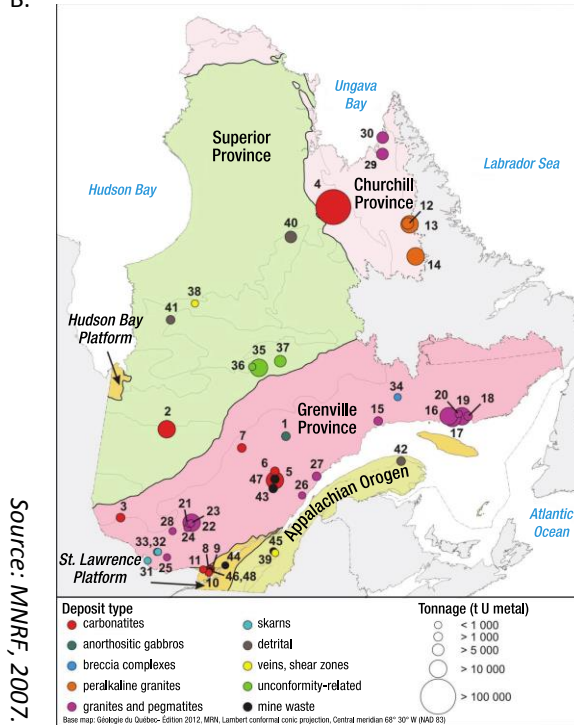 B.
Ungava
Bay
Superior
Province
30
29
Labrador Sea
Hudson Bay
4
Churchill
Province
12
13
40
14
38
41
Hudson Bay
Platform
35
37
36
34
Grenville
Province
20
19
18
16
15
17
2
1
7
42
6
5
47
27
43
26
Appalachian Orogen
3
21
23
22
28
24
Atlantic
Ocean
33,32
31
25
St. Lawrence
Platform
8
9
44
45
39
11
46,48
10
Source: MNRF, 2007.
Deposit type
carbonatites
anorthositic gabbros
breccia complexes
peralkaline granites
granites and pegmatites
skarns
detrital
veins, shear zones
unconformity-related
mine waste
Tonnage (t U metal)
< 1 000
> 1 000
> 5 000
> 10 000
> 100 000
Base map: Géologie du Québec- Édition 2012, MRN, Lambert conformal conic projection, Central meridian 68° 30° W (NAD 83)